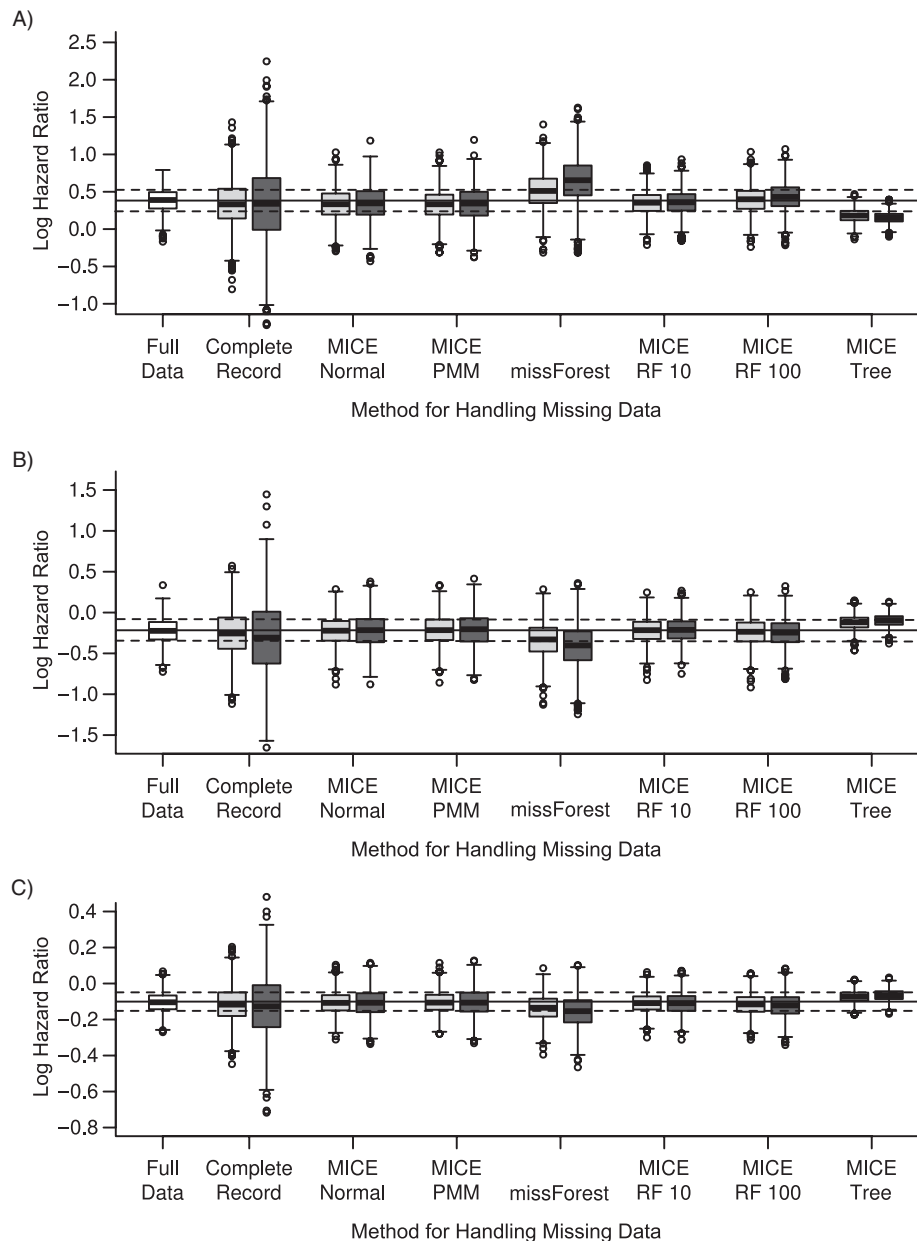 A)
2.5
2.0
1.5
1.0
0.5
0.0
−0.5
−1.0
Log Hazard Ratio
Full Data
Complete Record
MICE Normal
MICE PMM
missForest
MICE RF 10
MICE RF 100
MICE Tree
Method for Handling Missing Data
B)
1.5
1.0
0.5
0.0
−0.5
−1.0
−1.5
Log Hazard Ratio
Full Data
Complete Record
MICE Normal
MICE PMM
missForest
MICE RF 10
MICE RF 100
MICE Tree
Method for Handling Missing Data
C)
0.4
0.2
0.0
−0.2
−0.4
−0.6
−0.8
Log Hazard Ratio
Full Data
Complete Record
MICE Normal
MICE PMM
missForest
MICE RF 10
MICE RF 100
MICE Tree
Method for Handling Missing Data